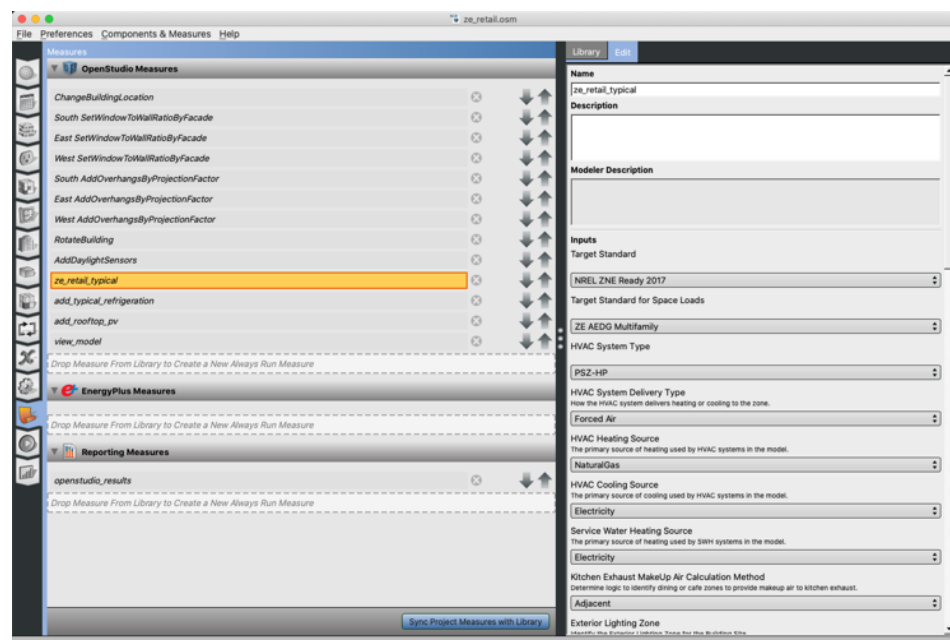 ze_retail.osm
File Preferences Components & Measures Help
Measures
OpenStudio Measures
ChangeBuildingLocation
South SetWindowToWallRatioByFacade
East SetWindowToWallRatioByFacade
West SetWindowToWallRatioByFacade
South AddOverhangsByProjectionFactor
East AddOverhangsByProjectionFactor
West AddOverhangsByProjectionFactor
RotateBuilding
AddDaylightSensors
ze_retail_typical
add_typical_refrigeration
add_rooftop_pv
view_model
Drop Measure From Library to Create a New Always Run Measure
EnergyPlus Measures
Drop Measure From Library to Create a New Always Run Measure
Reporting Measures
openstudio_results
Drop Measure From Library to Create a New Always Run Measure
Sync Project Measures with Library
Library Edit
Name
ze_retail_typical
Description
Modeler Description
Inputs
Target Standard
NREL ZNE Ready 2017
Target Standard for Space Loads
ZE AEDG Multifamily
HVAC System Type
PSZ-HP
HVAC System Delivery Type
How the HVAC system delivers heating or cooling to the zone.
Forced Air
HVAC Heating Source
The primary source of heating used by HVAC systems in the model.
NaturalGas
HVAC Cooling Source
The primary source of cooling used by HVAC systems in the model.
Electricity
Service Water Heating Source
The primary source of heating used by SWH systems in the model.
Electricity
Kitchen Exhaust MakeUp Air Calculation Method
Determine logic to identify dining or cafe zones to provide makeup air to kitchen exhaust.
Adjacent
Exterior Lighting Zone
Identify the Exterior Lighting Zone for the Building Site